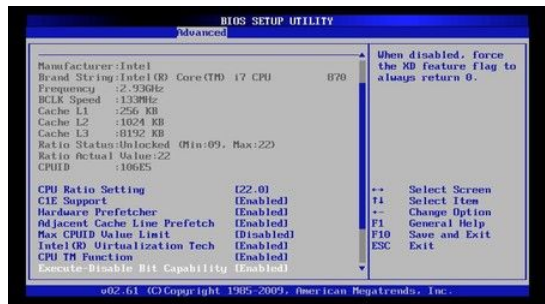 BIOS SETUP UTILITY
Advanced
Manufacturer:Intel
Brand String:Intel(R) Core(TM) i7 CPU 870
Frequency :2.93GHz
BCLK Speed :133MHz
Cache L1 :256 KB
Cache L2 :1024 KB
Cache L3 :8192 KB
Ratio Status:Unlocked (Min:09, Max:22)
Ratio Actual Value:22
CPUID :106E5
CPU Ratio Setting [22.0]
C1E Support [Enabled]
Hardware Prefetcher [Enabled]
Adjacent Cache Line Prefetch [Enabled]
Max CPUID Value Limit [Disabled]
Intel(R) Virtualization Tech [Enabled]
CPU TM Function [Enabled]
Execute-Disable Bit Capability [Enabled]
When disabled, force
the XD feature flag to
always return 0.
↔ Select Screen
↑↓ Select Item
+- Change Option
F1 General Help
F10 Save and Exit
ESC Exit
v02.61 (C)Copyright 1985-2009, American Megatrends, Inc.